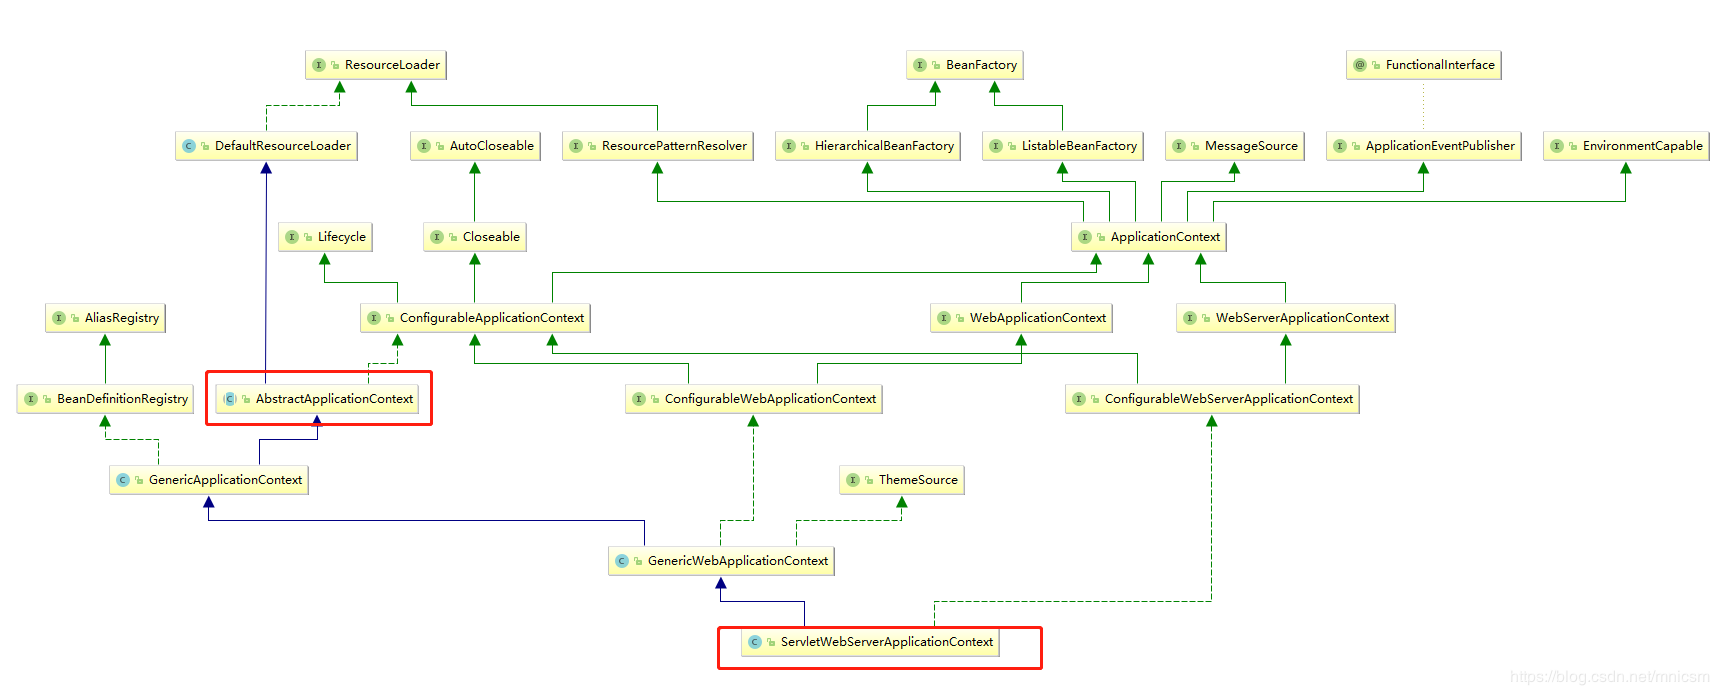 ResourceLoader
BeanFactory
FunctionalInterface
DefaultResourceLoader
AutoCloseable
ResourcePatternResolver
HierarchicalBeanFactory
ListableBeanFactory
MessageSource
ApplicationEventPublisher
EnvironmentCapable
Lifecycle
Closeable
ApplicationContext
AliasRegistry
ConfigurableApplicationContext
WebApplicationContext
WebServerApplicationContext
BeanDefinitionRegistry
AbstractApplicationContext
ConfigurableWebApplicationContext
ConfigurableWebServerApplicationContext
GenericApplicationContext
ThemeSource
GenericWebApplicationContext
ServletWebServerApplicationContext
https://blog.csdn.net/mnicsm